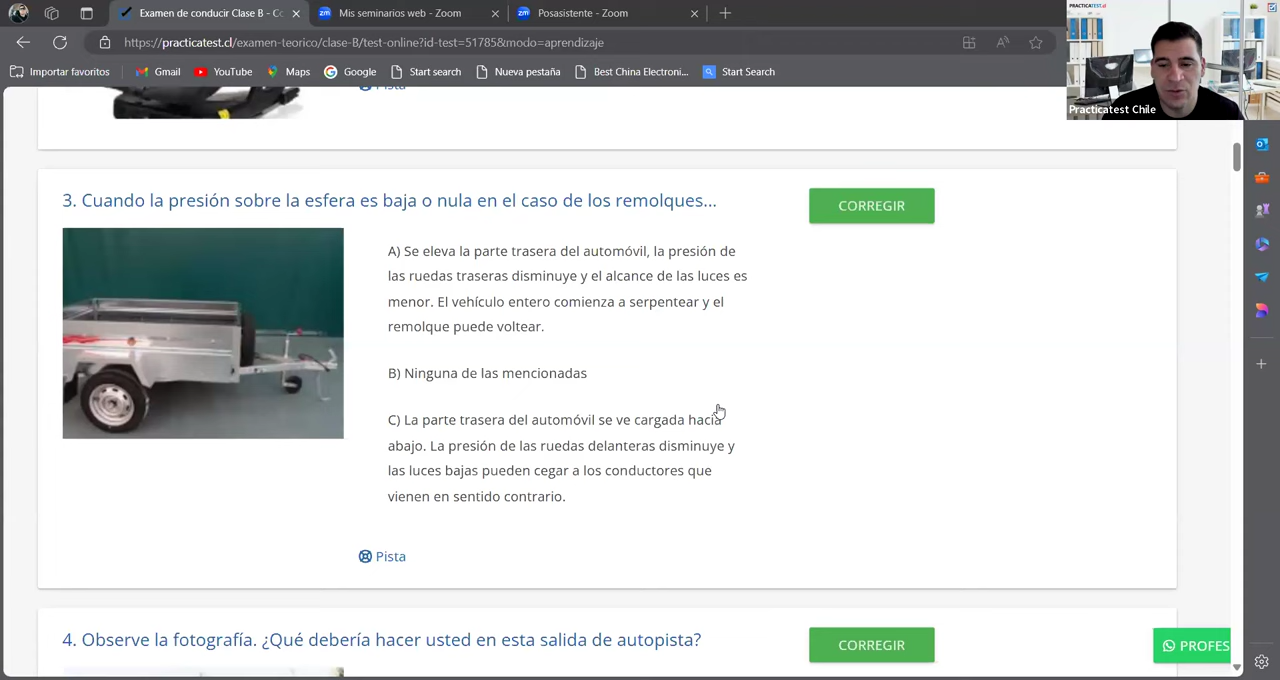 Examen de conducir Clase B - Co
Mis seminarios web - Zoom
Posasistente - Zoom
https://practicatest.cl/examen-teorico/clase-B/test-online?id-test=51785&modo=aprendizaje
Importar favoritos
Gmail
YouTube
Maps
Google
Start search
Nueva pestaña
Best China Electroni...
Start Search
PRACTICATEST.cl
Practicatest Chile
Pista
3. Cuando la presión sobre la esfera es baja o nula en el caso de los remolques...
CORREGIR
A) Se eleva la parte trasera del automóvil, la presión de
las ruedas traseras disminuye y el alcance de las luces es
menor. El vehículo entero comienza a serpentear y el
remolque puede voltear.
B) Ninguna de las mencionadas
C) La parte trasera del automóvil se ve cargada hacia
abajo. La presión de las ruedas delanteras disminuye y
las luces bajas pueden cegar a los conductores que
vienen en sentido contrario.
Pista
4. Observe la fotografía. ¿Qué debería hacer usted en esta salida de autopista?
CORREGIR
PROFES